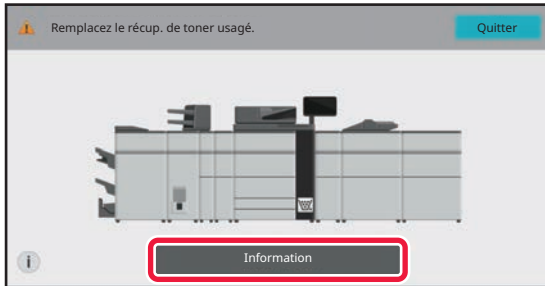 Remplacez le récup. de toner usagé.
Quitter
Information